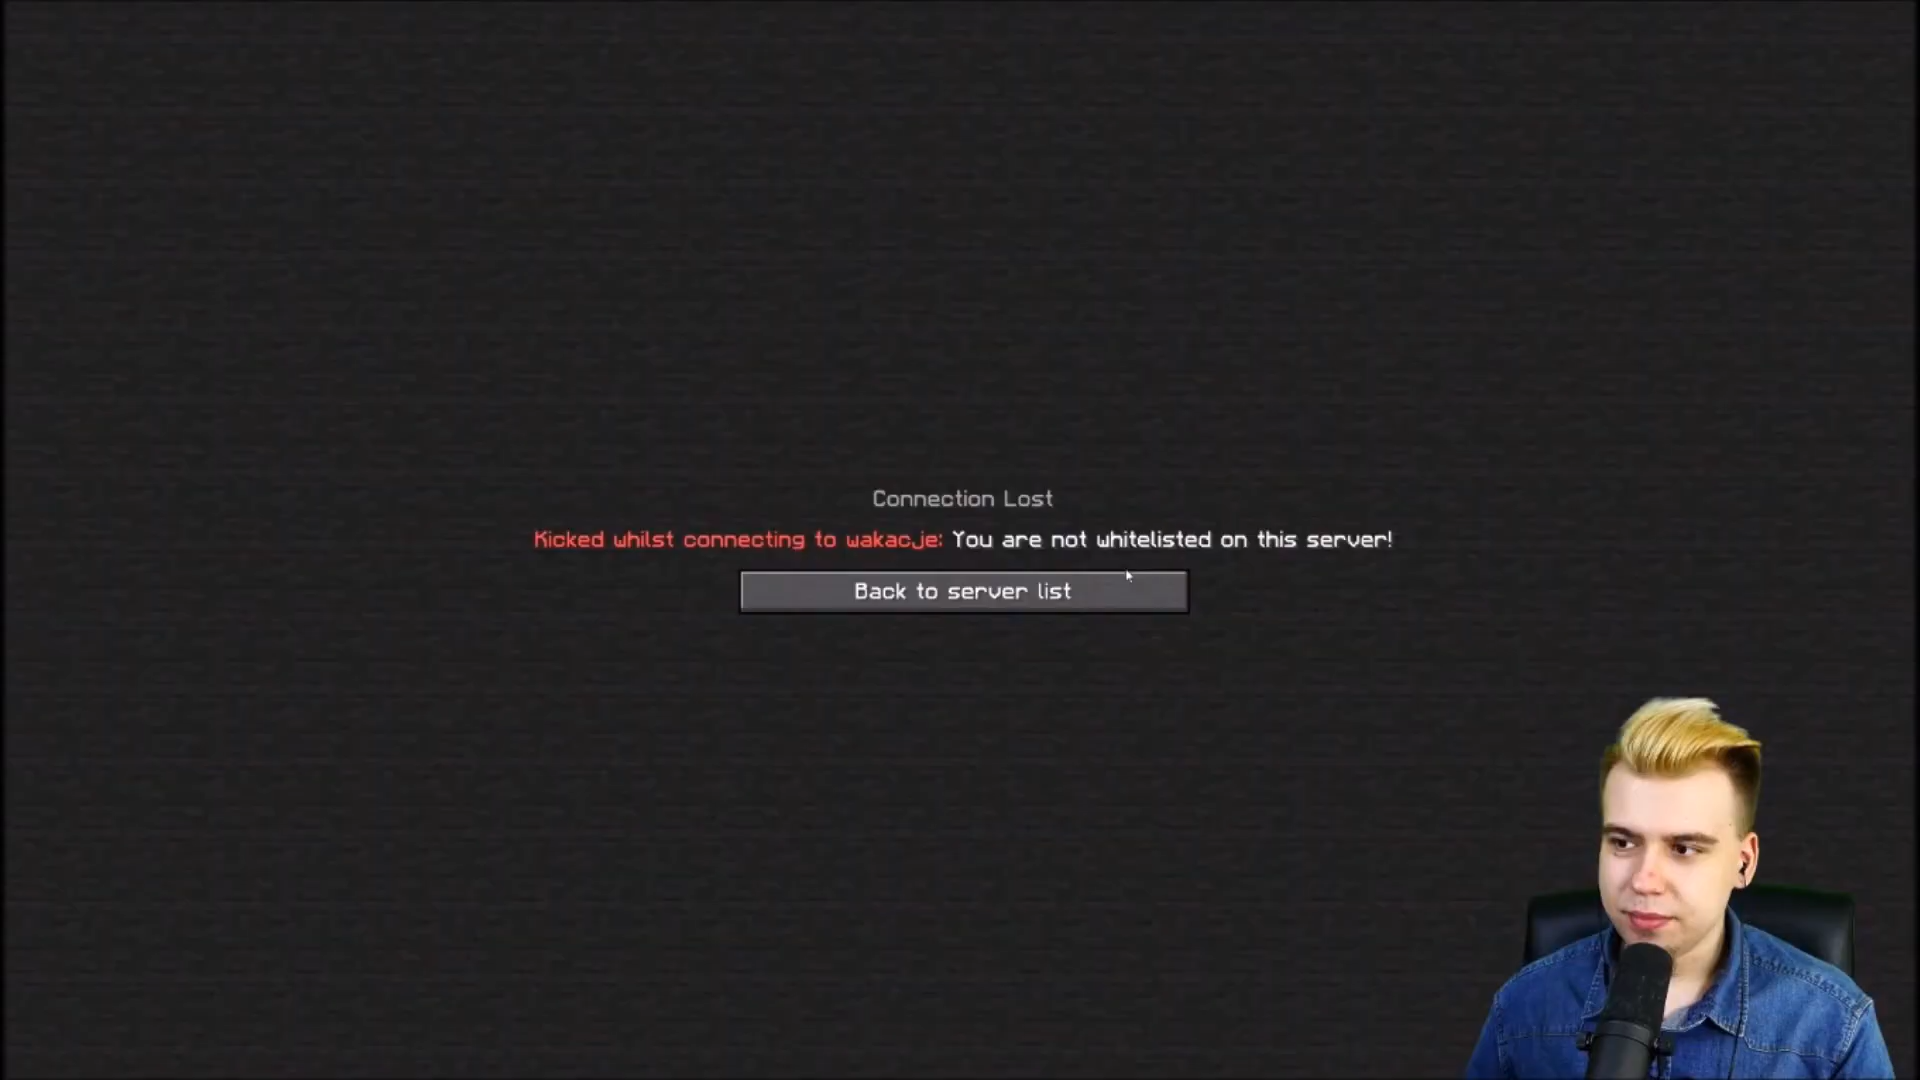 Connection Lost
Kicked whilst connecting to wakacje: You are not whitelisted on this server!
Back to server list